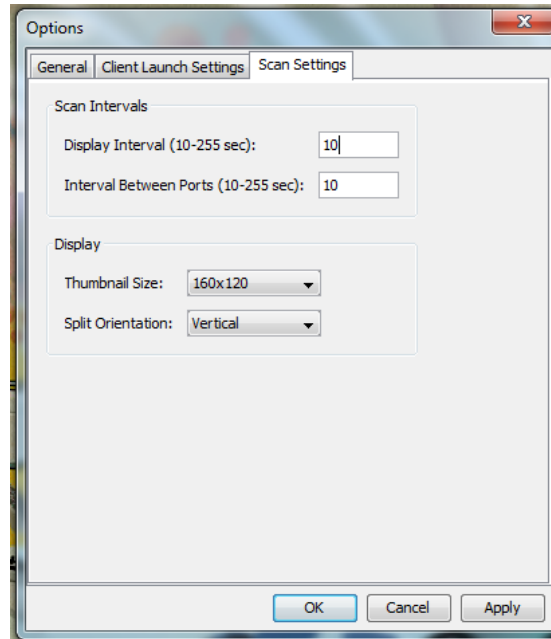 Options
General Client Launch Settings Scan Settings
Scan Intervals
Display Interval (10-255 sec): 10
Interval Between Ports (10-255 sec): 10
Display
Thumbnail Size: 160x120
Split Orientation: Vertical
OK Cancel Apply